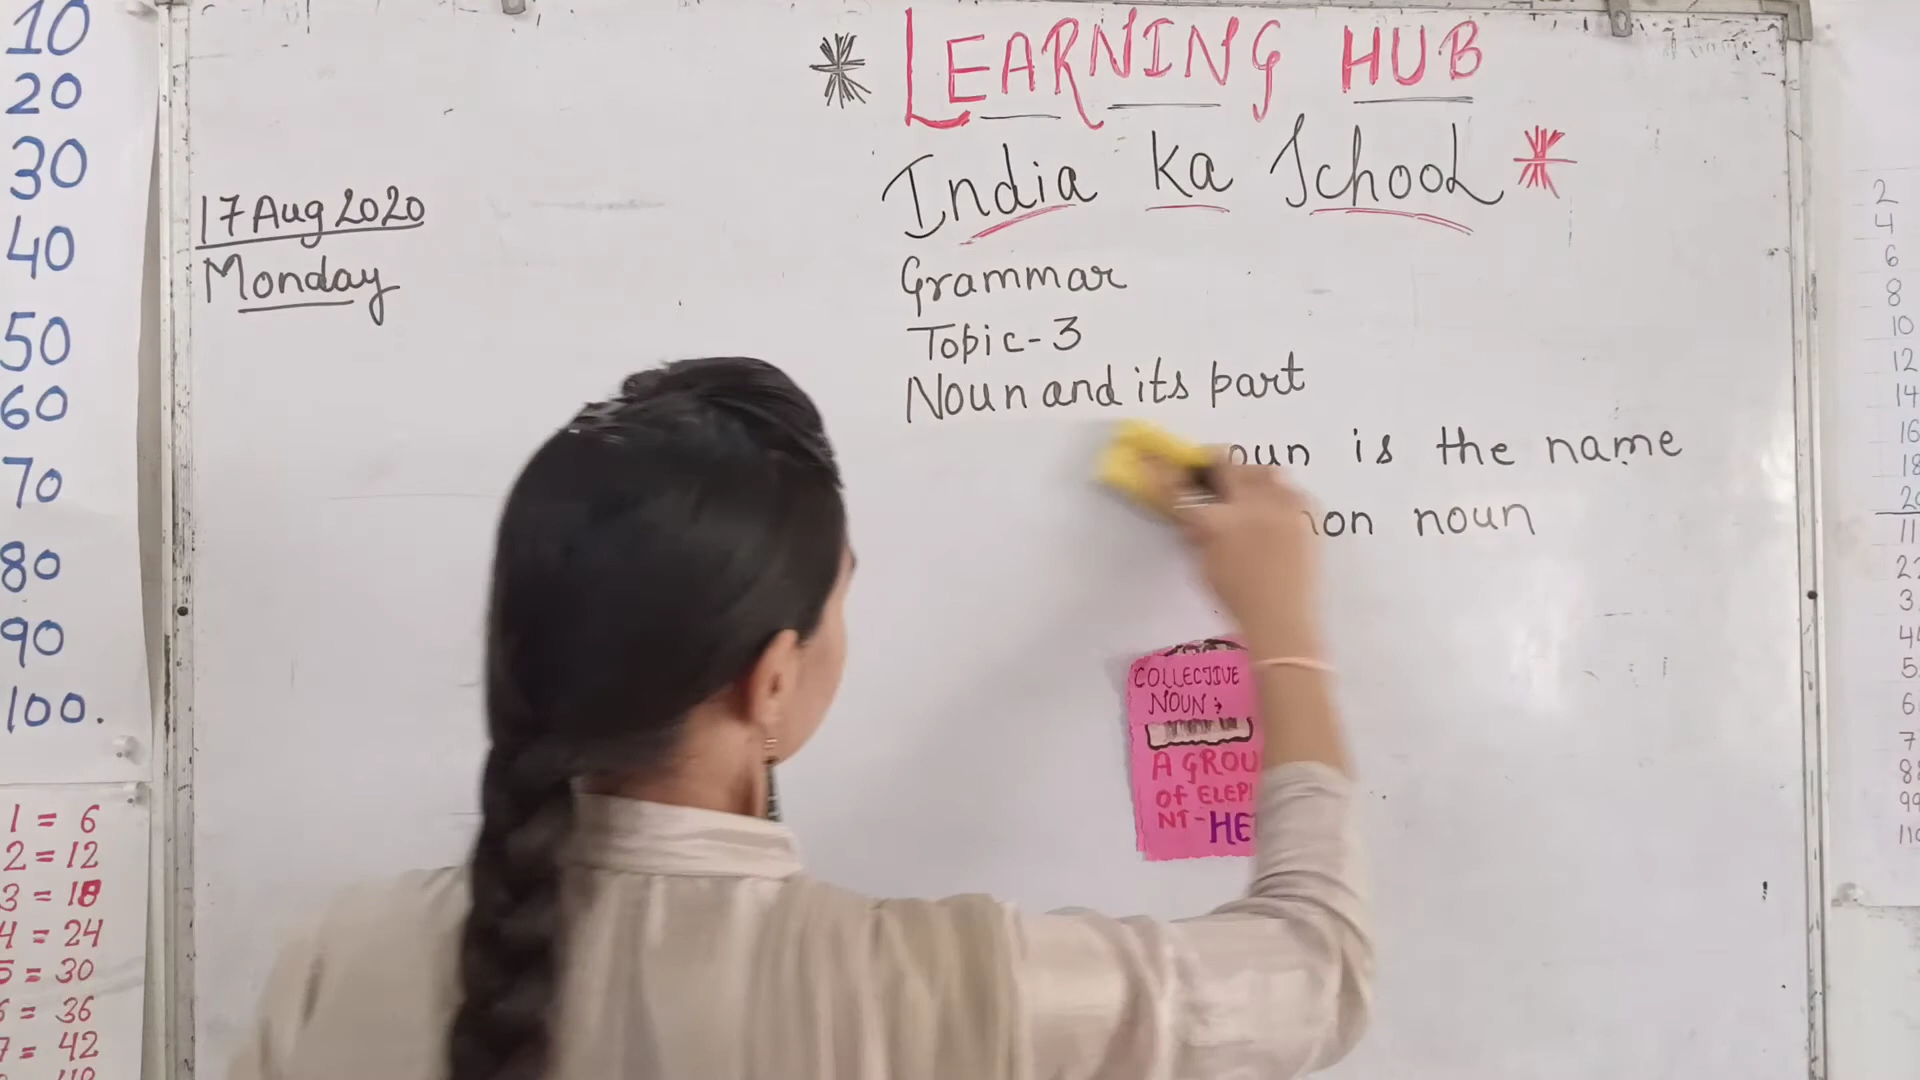 10
20
30
40
50
60
70
80
90
100.
1 = 6
2 = 12
3 = 18
4 = 24
5 = 30
6 = 36
7 = 42
17 Aug 2020
Monday
LEARNING HUB
India Ka School
Grammar
Topic-3
Noun and its part
is the name
noun
COLLECTIVE
NOUN :
A
OF
NT-
2
4
6
8
10
12
14
16